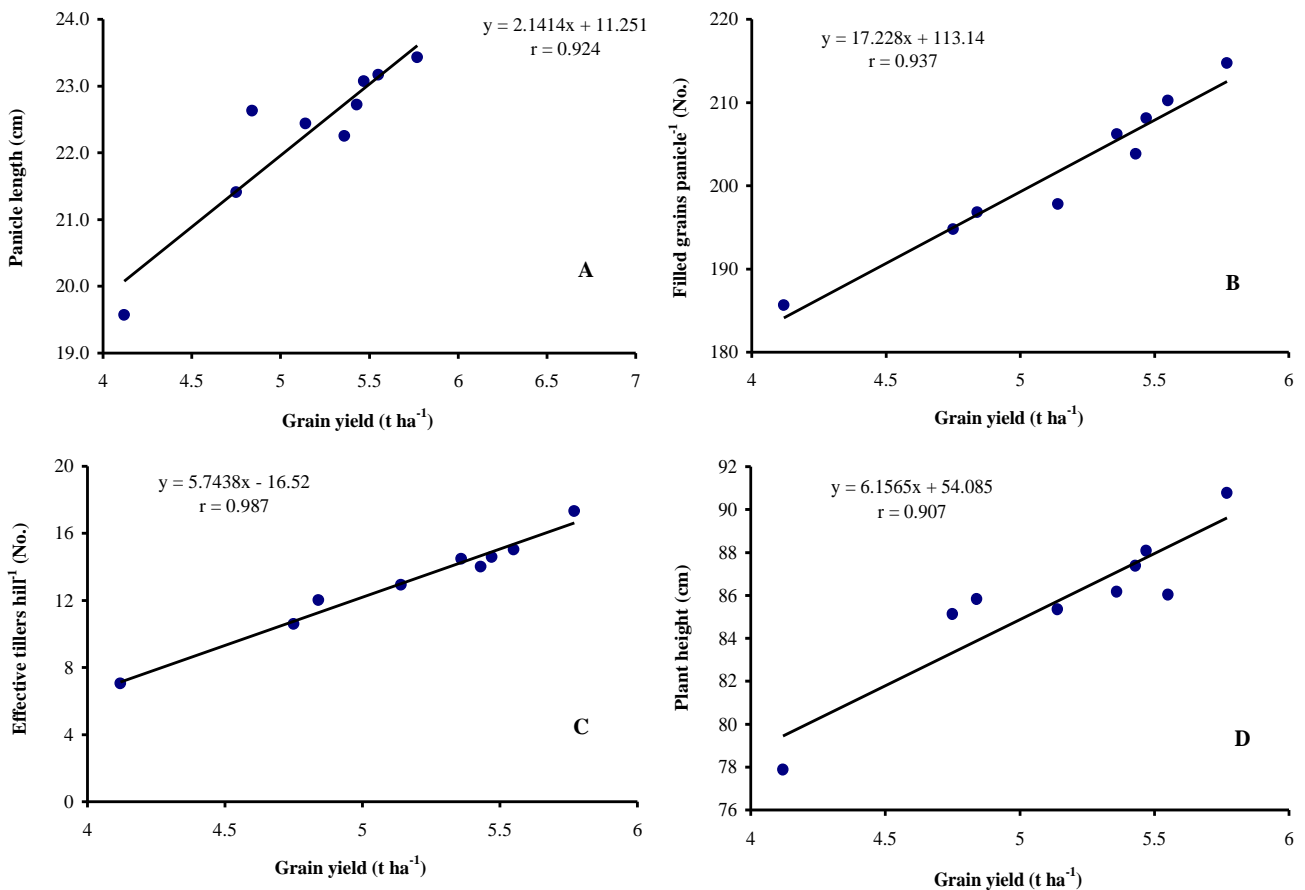 y = 2.1414x + 11.251
r = 0.924
24.0
23.0
22.0
21.0
20.0
19.0
Panicle length (cm)
A
4 4.5 5 5.5 6 6.5 7
Grain yield (t ha⁻¹)
y = 17.228x + 113.14
r = 0.937
220
210
200
190
180
Filled grains panicle⁻¹ (No.)
B
4 4.5 5 5.5 6
Grain yield (t ha⁻¹)
y = 5.7438x - 16.52
r = 0.987
20
16
12
8
4
0
Effective tillers hill⁻¹ (No.)
C
4 4.5 5 5.5 6
Grain yield (t ha⁻¹)
y = 6.1565x + 54.085
r = 0.907
92
90
88
86
84
82
80
78
76
Plant height (cm)
D
4 4.5 5 5.5 6
Grain yield (t ha⁻¹)